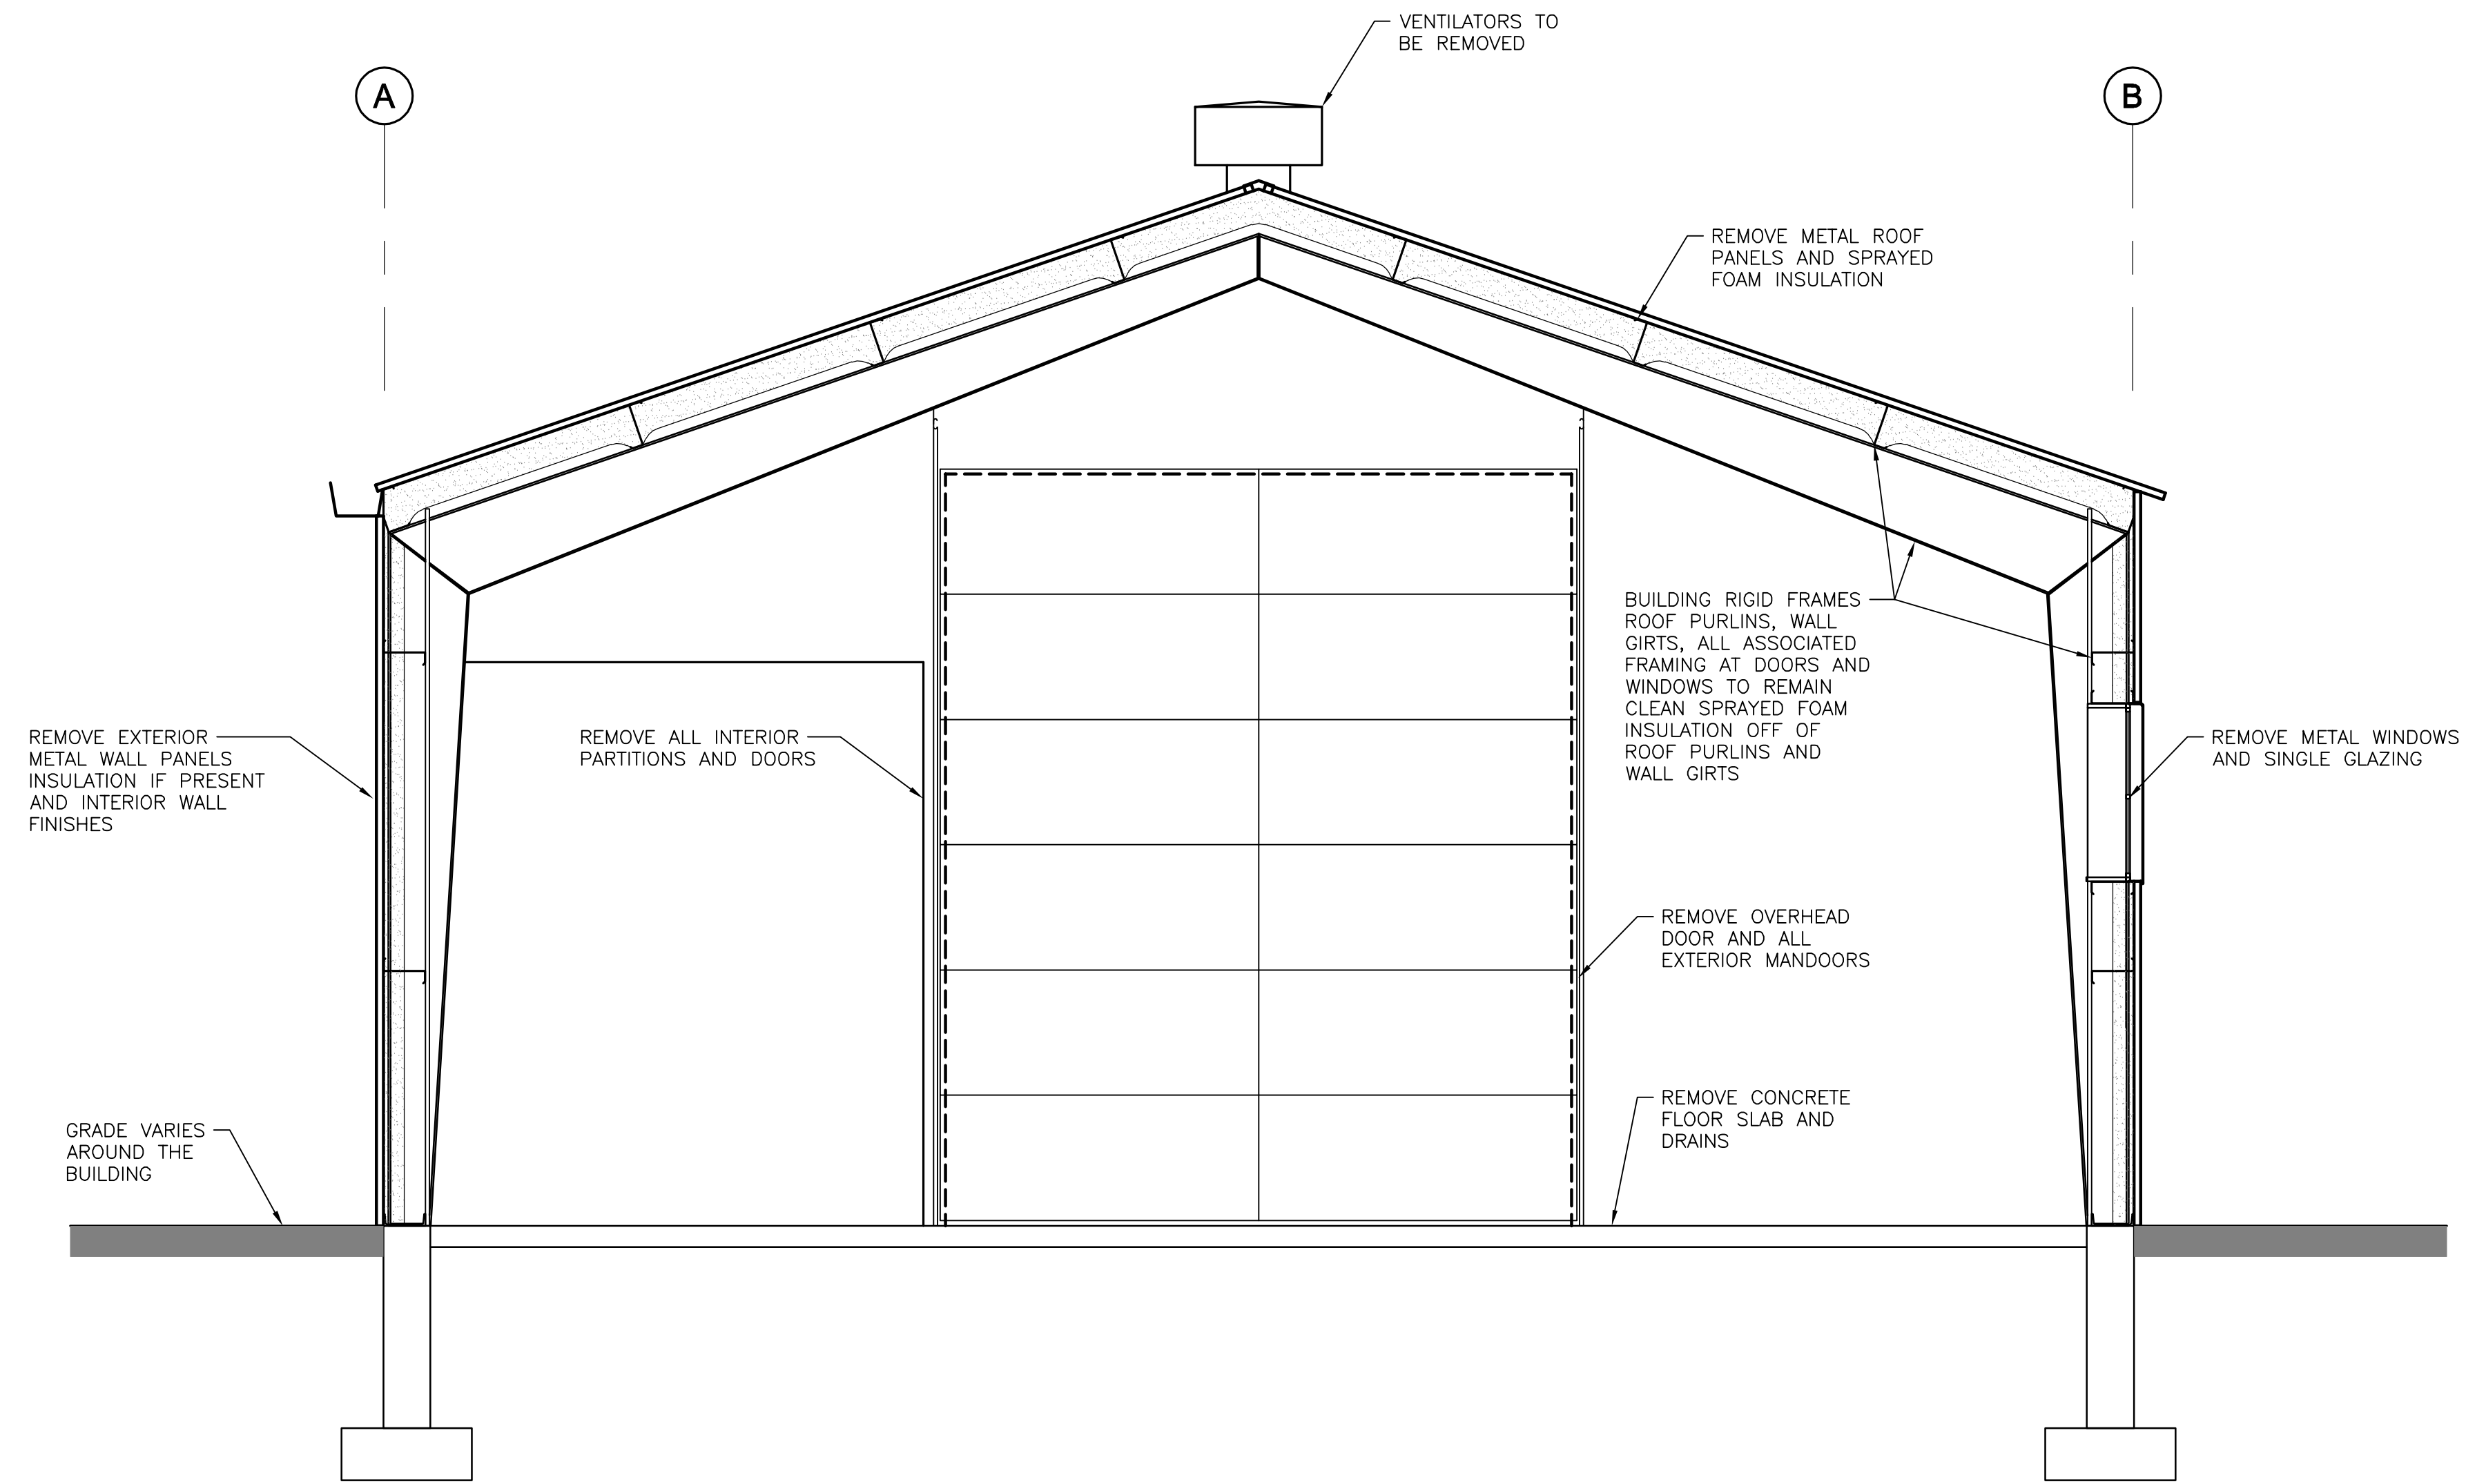 VENTILATORS TO
BE REMOVED
A
B
REMOVE METAL ROOF
PANELS AND SPRAYED
FOAM INSULATION
BUILDING RIGID FRAMES
ROOF PURLINS, WALL
GIRTS, ALL ASSOCIATED
FRAMING AT DOORS AND
WINDOWS TO REMAIN
CLEAN SPRAYED FOAM
INSULATION OFF OF
ROOF PURLINS AND
WALL GIRTS
REMOVE EXTERIOR
METAL WALL PANELS
INSULATION IF PRESENT
AND INTERIOR WALL
FINISHES
REMOVE ALL INTERIOR
PARTITIONS AND DOORS
REMOVE METAL WINDOWS
AND SINGLE GLAZING
REMOVE OVERHEAD
DOOR AND ALL
EXTERIOR MANDOORS
GRADE VARIES
AROUND THE
BUILDING
REMOVE CONCRETE
FLOOR SLAB AND
DRAINS